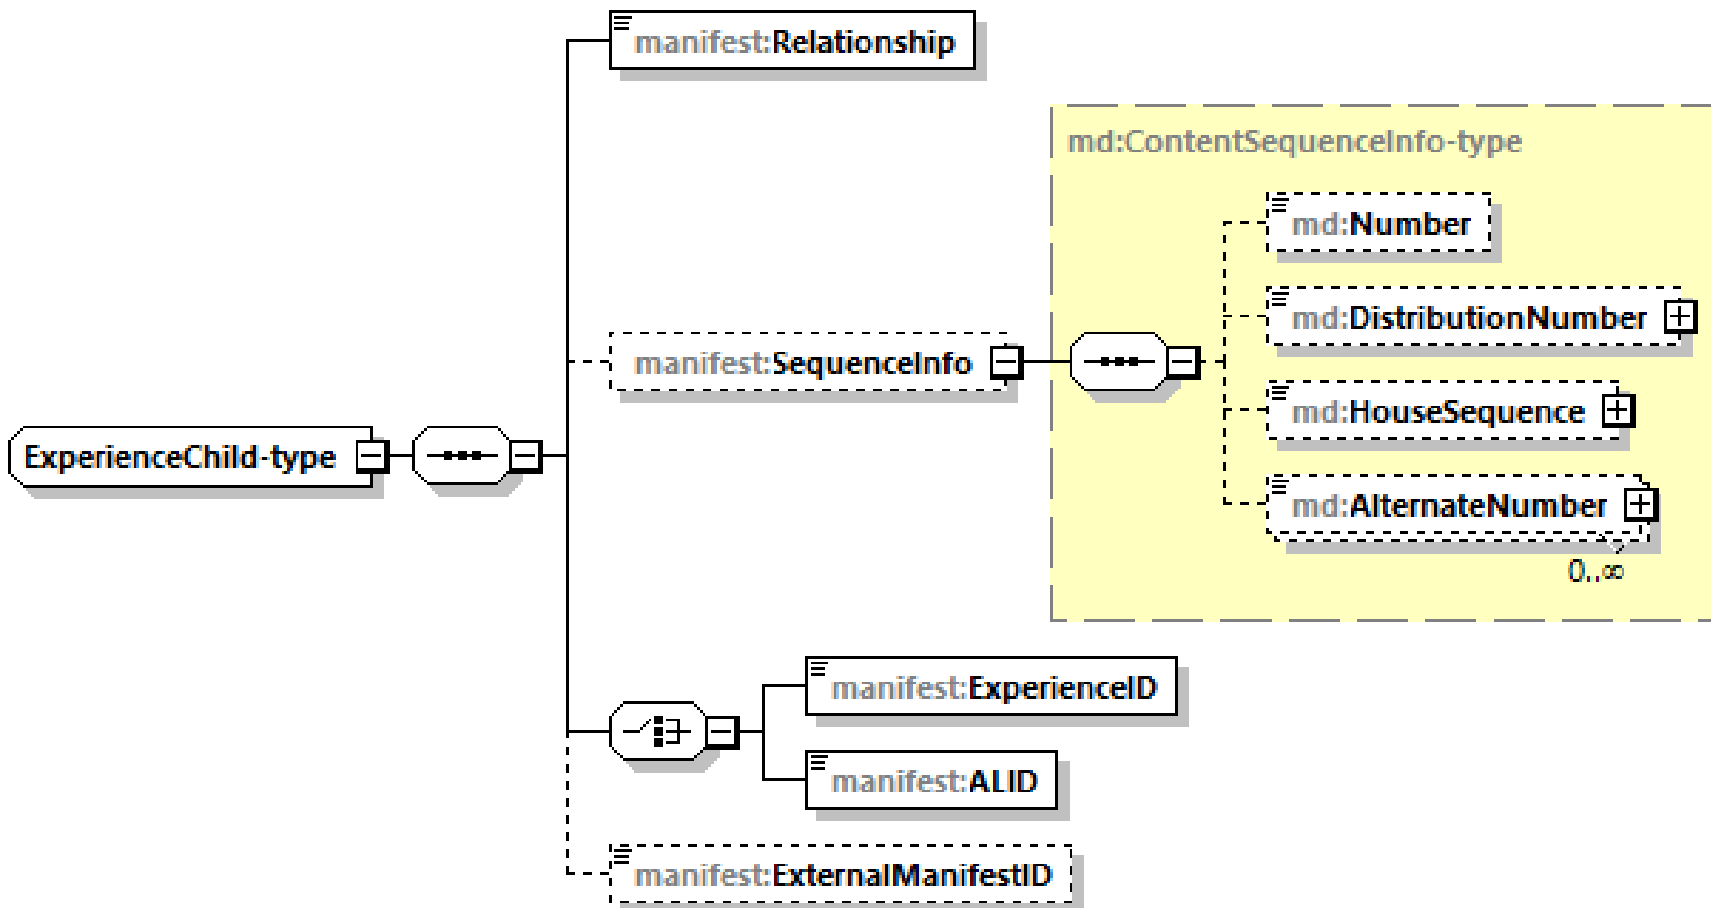 manifest:Relationship
md:ContentSequenceInfo-type
md:Number
md:DistributionNumber
manifest:SequenceInfo
md:HouseSequence
ExperienceChild-type
md:AlternateNumber
0..∞
manifest:ExperienceID
manifest:ALID
manifest:ExternalManifestID